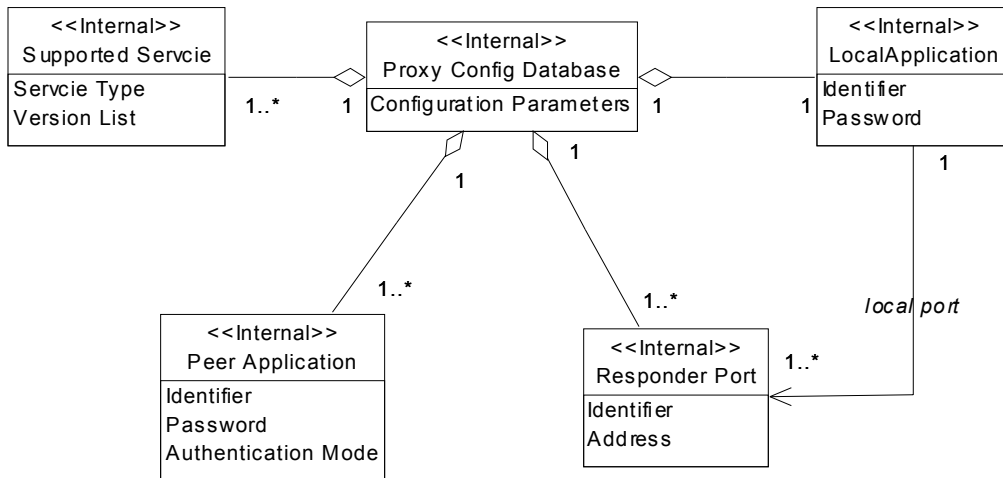 <<Internal>>
Supported Servcie
Servcie Type
Version List
1..*
1
<<Internal>>
Proxy Config Database
Configuration Parameters
1
1
<<Internal>>
LocalApplication
Identifier
Password
1
1
1
1..*
1..*
local port
<<Internal>>
Peer Application
Identifier
Password
Authentication Mode
<<Internal>>
Responder Port
Identifier
Address
1..*